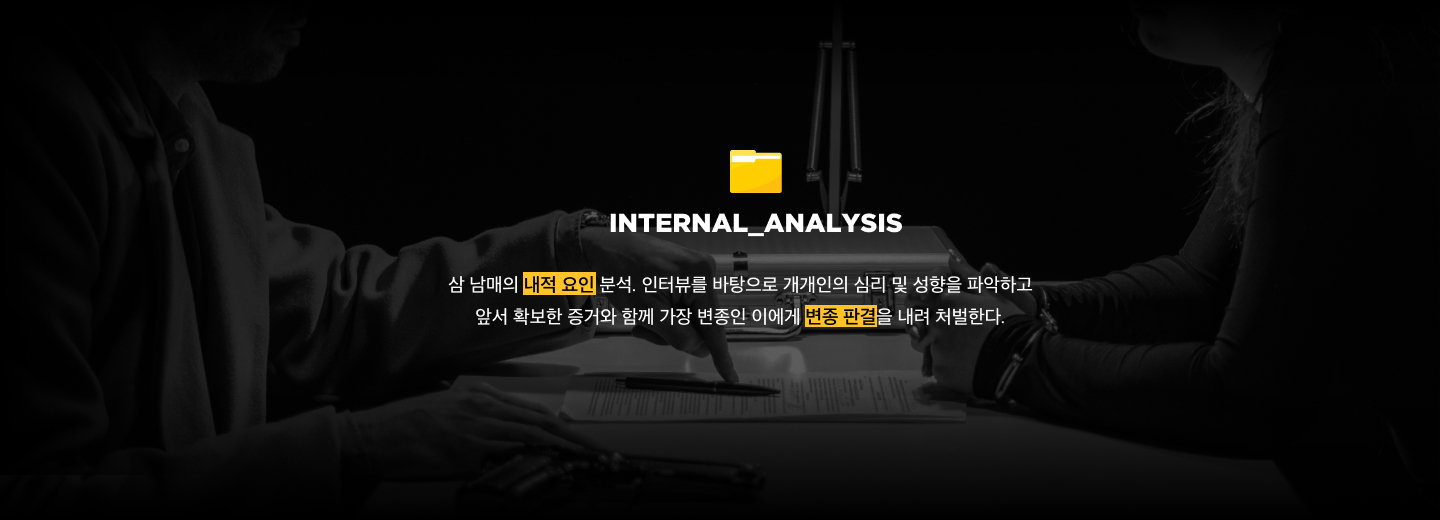 INTERNAL_ANALYSIS
삼 남매의 내적 요인 분석. 인터뷰를 바탕으로 개개인의 심리 및 성향을 파악하고
앞서 확보한 증거와 함께 가장 변종인 이에게 변종 판결을 내려 처벌한다.